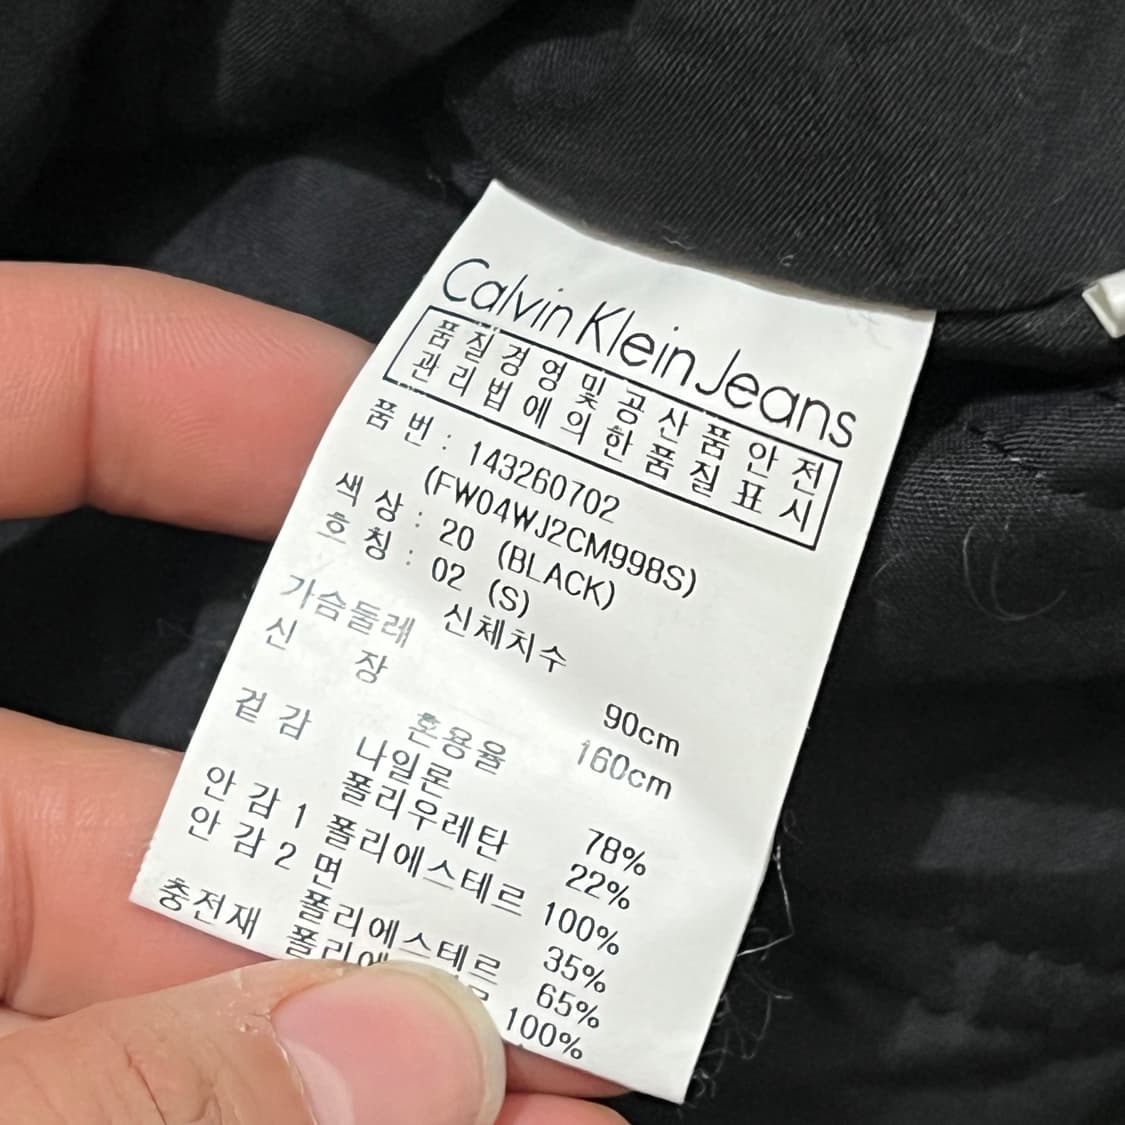 Calvin Klein Jeans
품질경영및공산품안전
관리법에의한품질표시
품 번 : 143260702
(FW04WJ2CM998S)
색 상 : 20 (BLACK)
호 칭 : 02 (S)
신체치수
가슴둘레 90cm
신 장 160cm
혼용율
겉 감 나일론 78%
폴리우레탄 22%
안 감 1 폴리에스테르 100%
안 감 2 면 35%
폴리에스테르 65%
충전재 100%